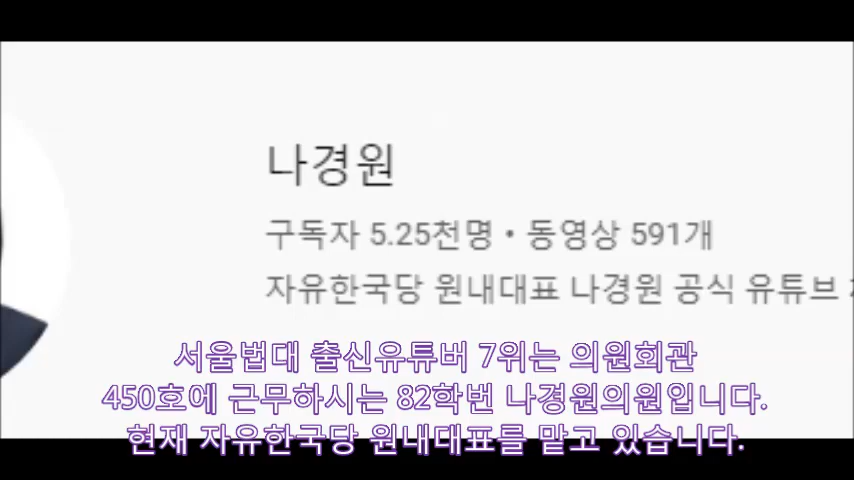 나경원
구독자 5.25천명 • 동영상 591개
자유한국당 원내대표 나경원 공식 유튜브
서울법대 출신유튜버 7위는 의원회관
450호에 근무하시는 82학번 나경원의원입니다.
현재 자유한국당 원내대표를 맡고 있습니다.